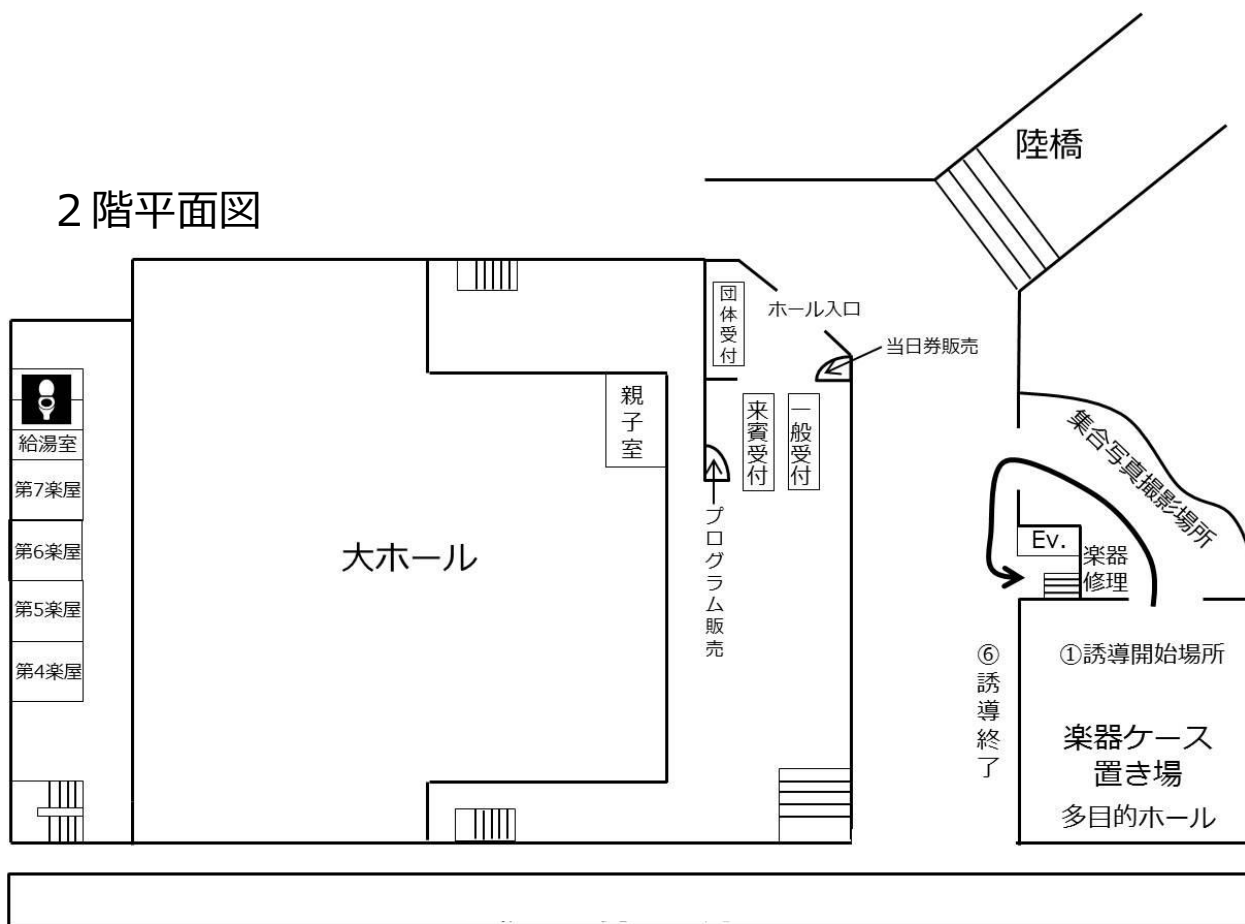 陸橋
２階平面図
団体受付
ホール入口
当日券販売
親子室
来賓受付
一般受付
集合写真撮影場所
給湯室
第7楽屋
第6楽屋
第5楽屋
第4楽屋
大ホール
プログラム販売
Ev.
楽器
修理
⑥誘導終了
①誘導開始場所
楽器ケース
置き場
多目的ホール